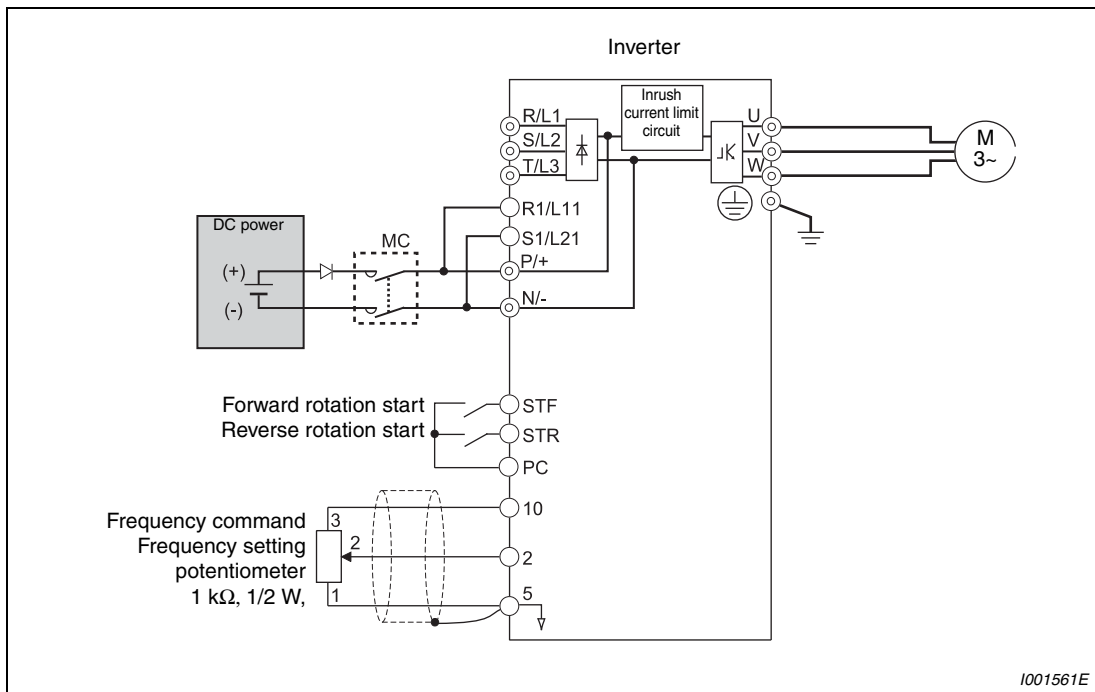 Inverter
Inrush
current limit
circuit
R/L1
S/L2
T/L3
U
V
W
M
3~
R1/L11
S1/L21
DC power
MC
(+)
(-)
P/+
N/-
Forward rotation start
Reverse rotation start
STF
STR
PC
Frequency command
Frequency setting
potentiometer
1 kΩ, 1/2 W,
3
2
1
10
2
5
I001561E